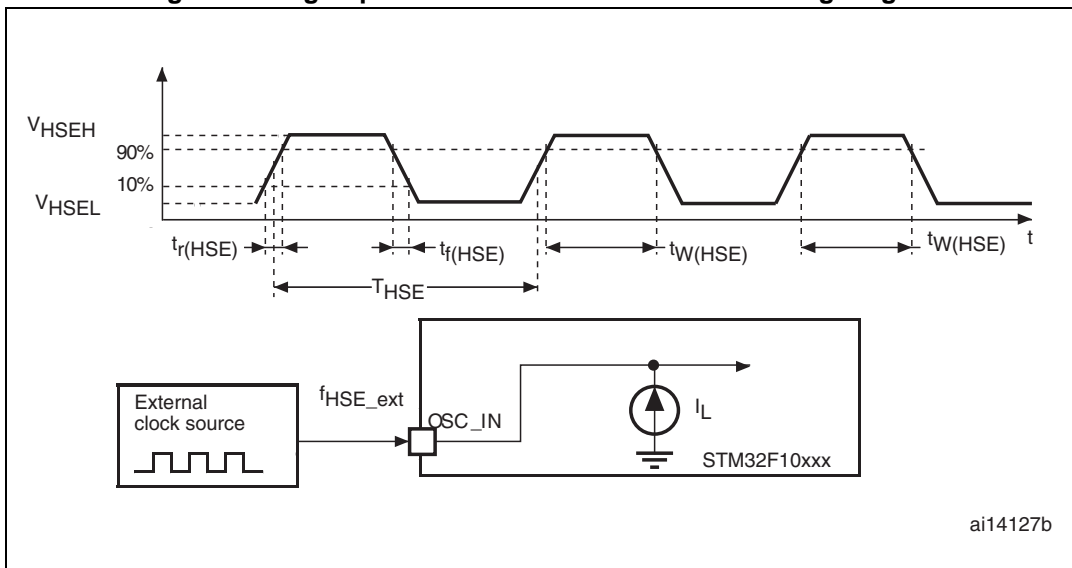 VHSEH
90%
10%
VHSEL
tr(HSE)
tf(HSE)
tW(HSE)
tW(HSE)
t
THSE
External
clock source
fHSE_ext
OSC_IN
IL
STM32F10xxx
ai14127b